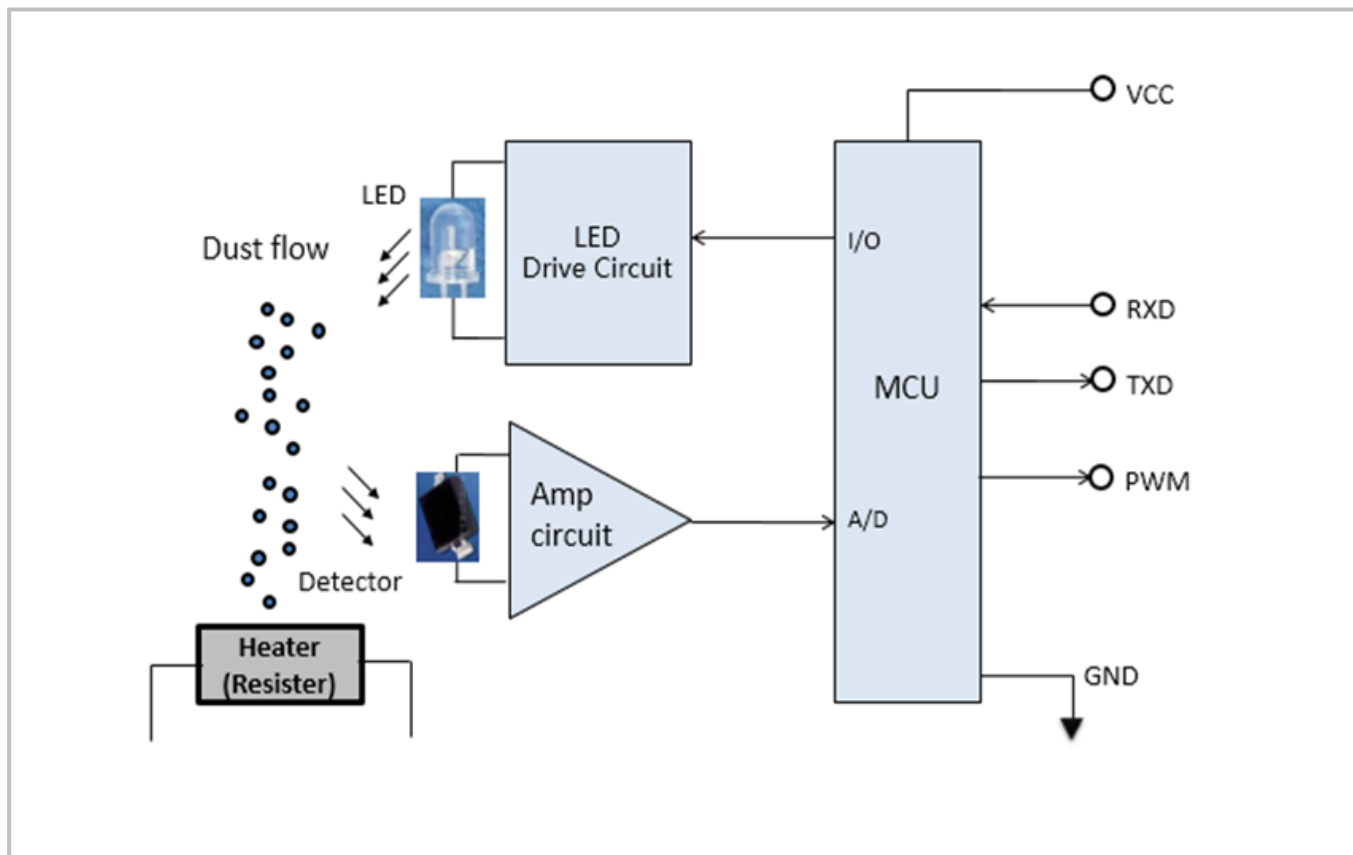 VCC
LED
LED
Drive Circuit
I/O
Dust flow
RXD
MCU
TXD
PWM
Amp
circuit
A/D
Detector
Heater
(Resister)
GND